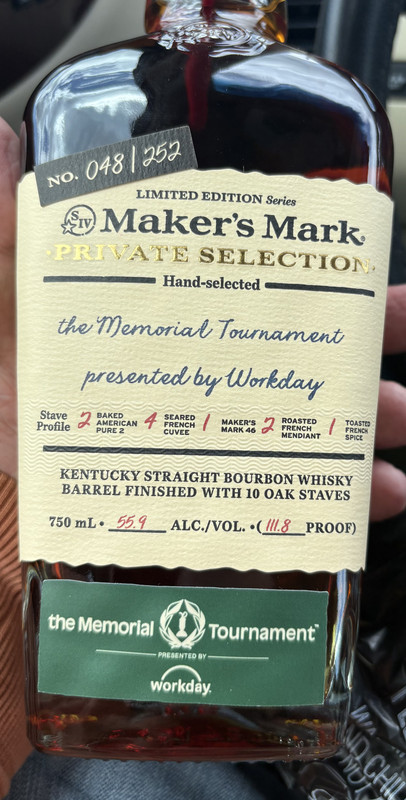 NO. 048 | 252
LIMITED EDITION Series
S IV Maker's Mark
PRIVATE SELECTION
Hand-selected
the Memorial Tournament
presented by Workday
Stave Profile 2 BAKED AMERICAN PURE 2 4 SEARED FRENCH CUVEE 1 MAKER'S MARK 46 2 ROASTED FRENCH MENDIANT 1 TOASTED FRENCH SPICE
KENTUCKY STRAIGHT BOURBON WHISKY
BARREL FINISHED WITH 10 OAK STAVES
750 mL • 55.9 ALC./VOL. • (111.8 PROOF)
the Memorial Tournament™
PRESENTED BY
workday.